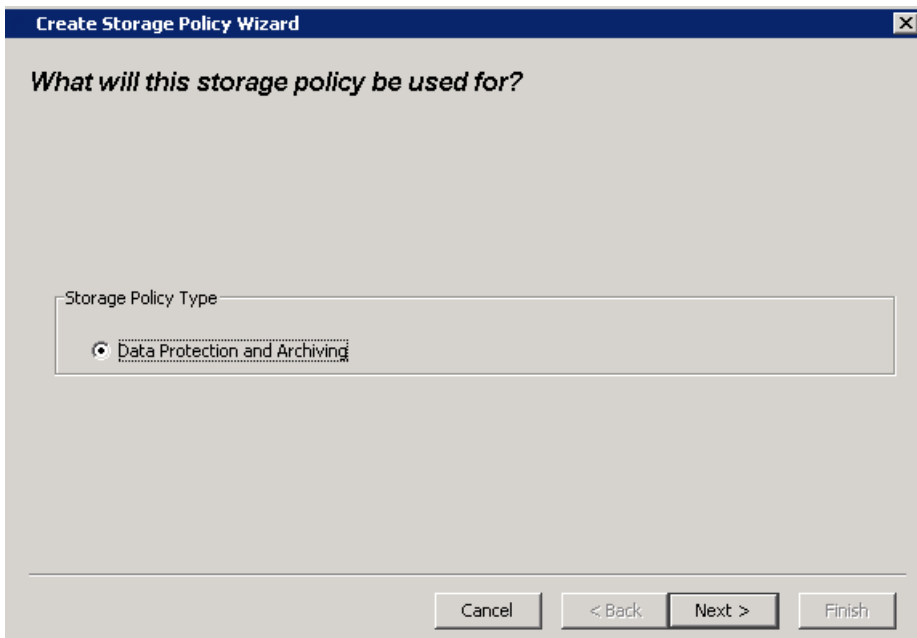 Create Storage Policy Wizard
What will this storage policy be used for?
Storage Policy Type
Data Protection and Archiving
Cancel
< Back
Next >
Finish